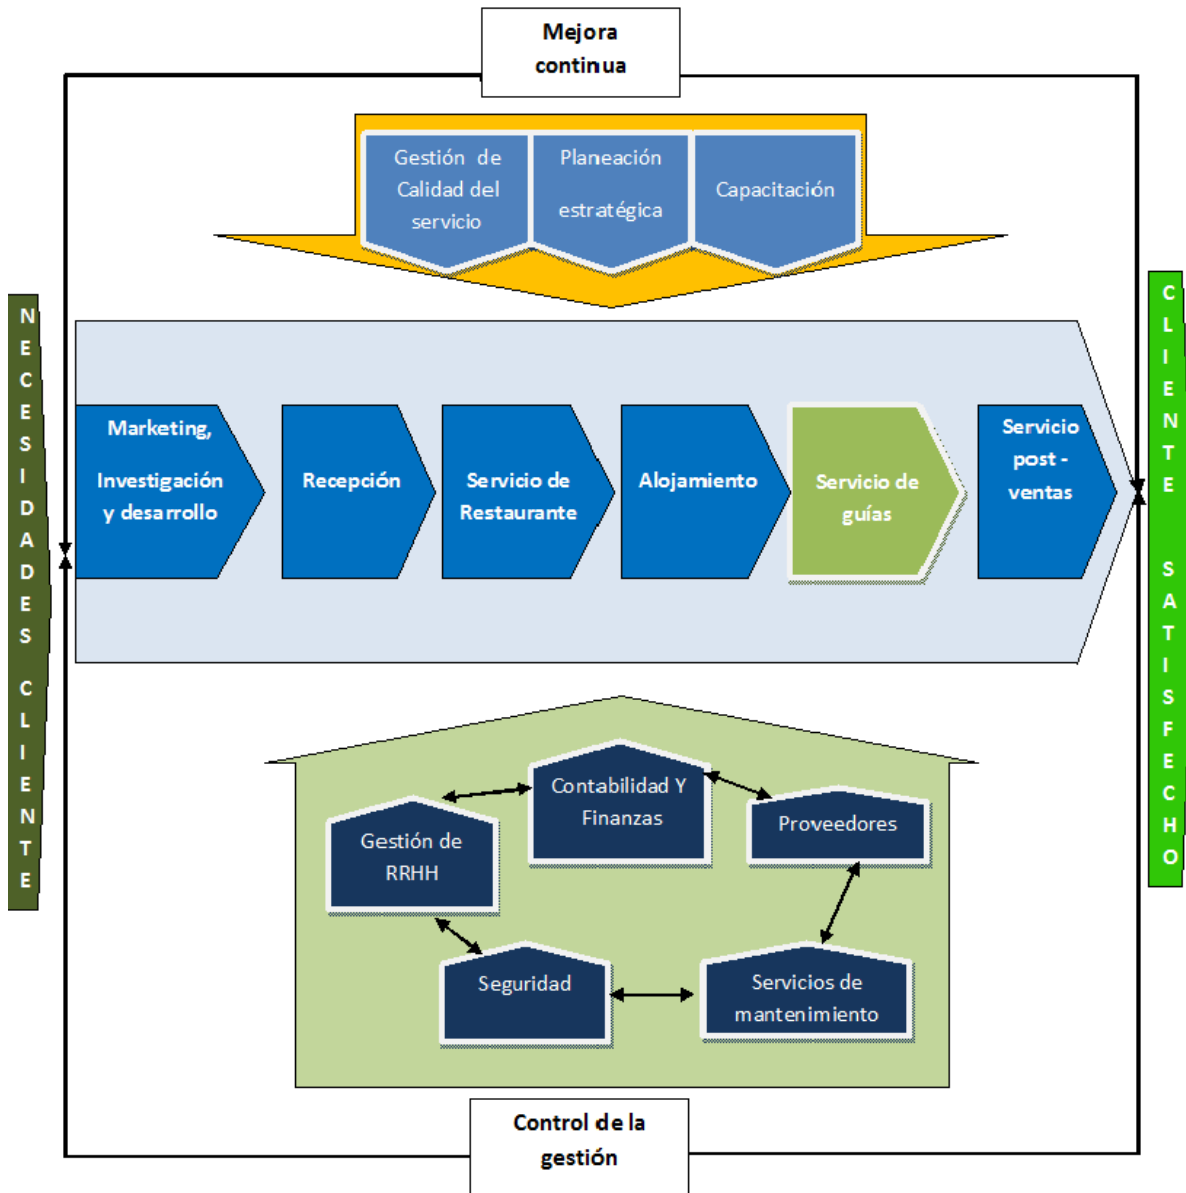 Mejora
continua
Gestión de
Calidad del
servicio
Planeación
estratégica
Capacitación
NECESIDADES CLIENTE
Marketing,
Investigación
y desarrollo
Recepción
Servicio de
Restaurante
Alojamiento
Servicio de
guías
Servicio
post -
ventas
CLIENTE SATISFECHO
Contabilidad Y
Finanzas
Proveedores
Gestión de
RRHH
Seguridad
Servicios de
mantenimiento
Control de la
gestión